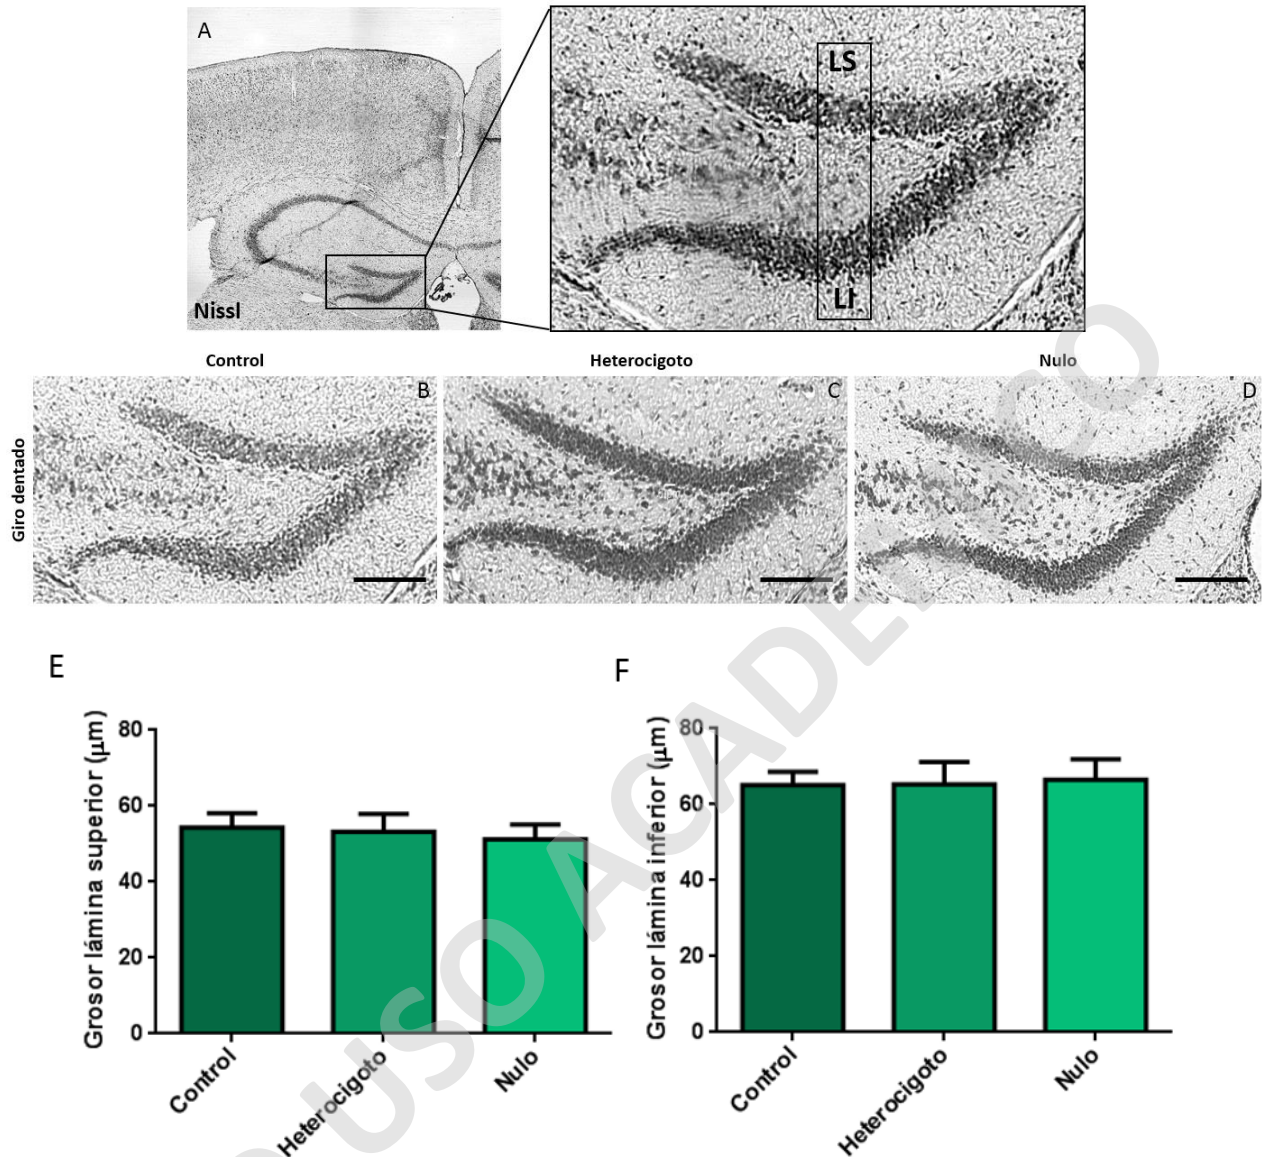 A
Nissl
LS
LI
Control
Heterocigoto
Nulo
Giro dentado
B
C
D
E
Grosor lámina superior (μm)
80
60
40
20
0
Control
Heterocigoto
Nulo
F
Grosor lámina inferior (μm)
80
60
40
20
0
Control
Heterocigoto
Nulo
USO ACADÉMICO